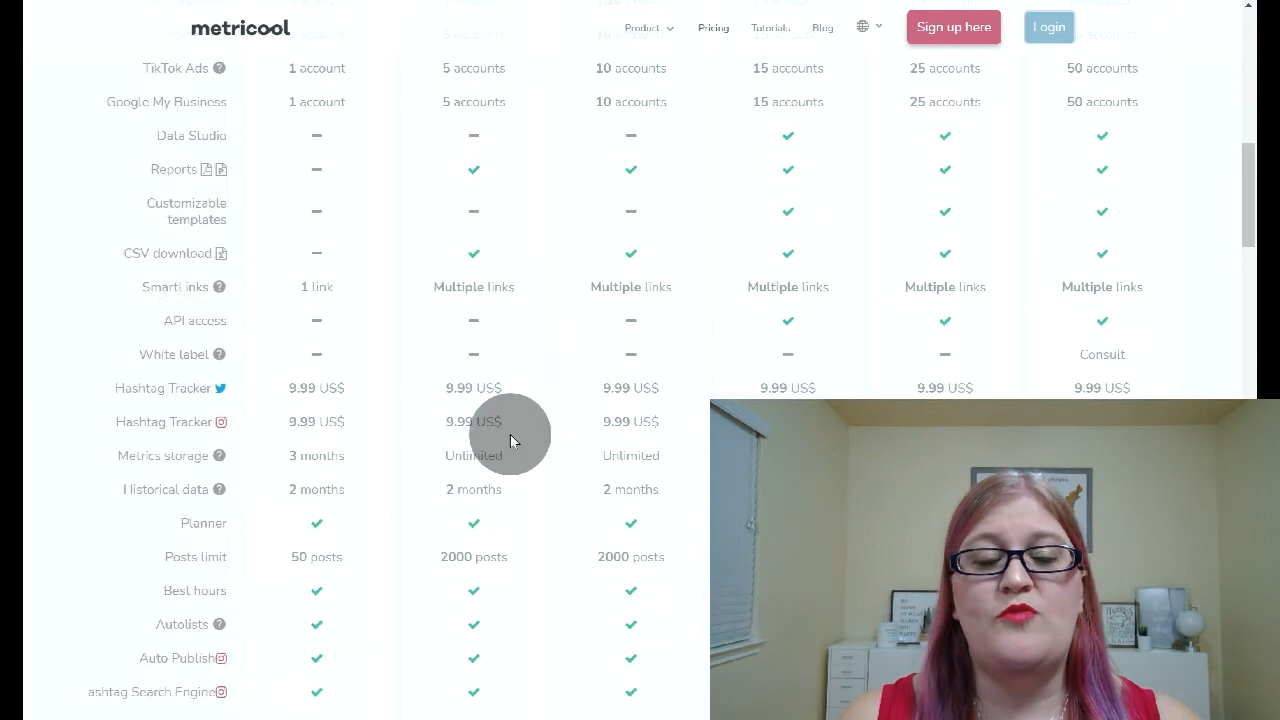 metricool
Product
Pricing
Tutorials
Blog
Sign up here
Login
TikTok Ads 1 account 5 accounts 10 accounts 15 accounts 25 accounts 50 accounts
Google My Business 1 account 5 accounts 10 accounts 15 accounts 25 accounts 50 accounts
Data Studio
Reports
Customizable
templates
CSV download
SmartLinks 1 link Multiple links Multiple links Multiple links Multiple links Multiple links
API access
White label Consult
Hashtag Tracker 9.99 US$ 9.99 US$ 9.99 US$ 9.99 US$ 9.99 US$ 9.99 US$
Hashtag Tracker 9.99 US$ 9.99 US$ 9.99 US$
Metrics storage 3 months Unlimited Unlimited
Historical data 2 months 2 months 2 months
Planner
Posts limit 50 posts 2000 posts 2000 posts
Best hours
Autolists
Auto Publish
ashtag Search Engine